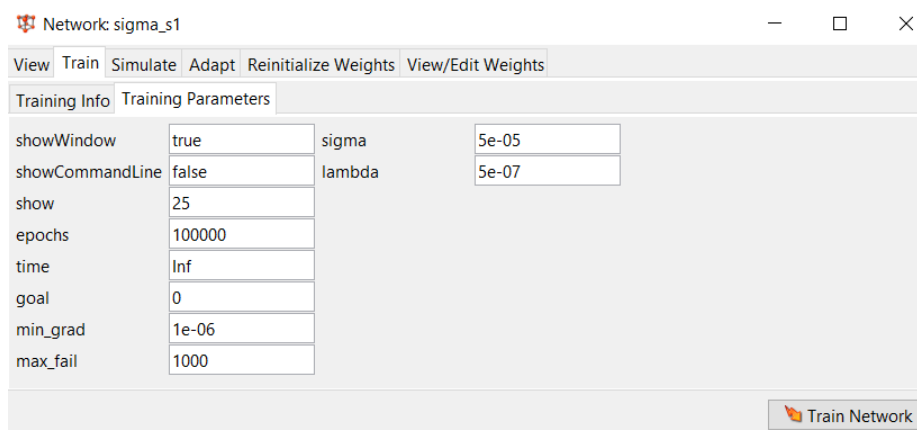 Network: sigma_s1
View Train Simulate Adapt Reinitialize Weights View/Edit Weights
Training Info Training Parameters
showWindow true sigma 5e-05
showCommandLine false lambda 5e-07
show 25
epochs 100000
time Inf
goal 0
min_grad 1e-06
max_fail 1000
Train Network